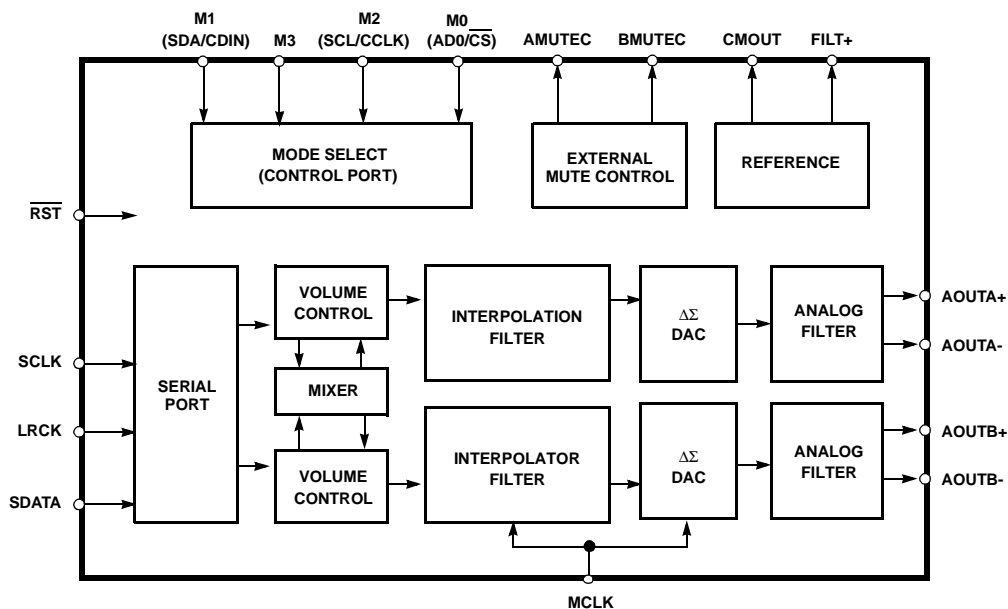 M1
(SDA/CDIN)
M3
M2
(SCL/CCLK)
M0
(AD0/CS)
AMUTEC
BMUTEC
CMOUT
FILT+
MODE SELECT
(CONTROL PORT)
EXTERNAL
MUTE CONTROL
REFERENCE
RST
SERIAL
PORT
VOLUME
CONTROL
INTERPOLATION
FILTER
ΔΣ
DAC
ANALOG
FILTER
AOUTA+
AOUTA-
SCLK
MIXER
LRCK
VOLUME
CONTROL
INTERPOLATOR
FILTER
ΔΣ
DAC
ANALOG
FILTER
AOUTB+
AOUTB-
SDATA
MCLK